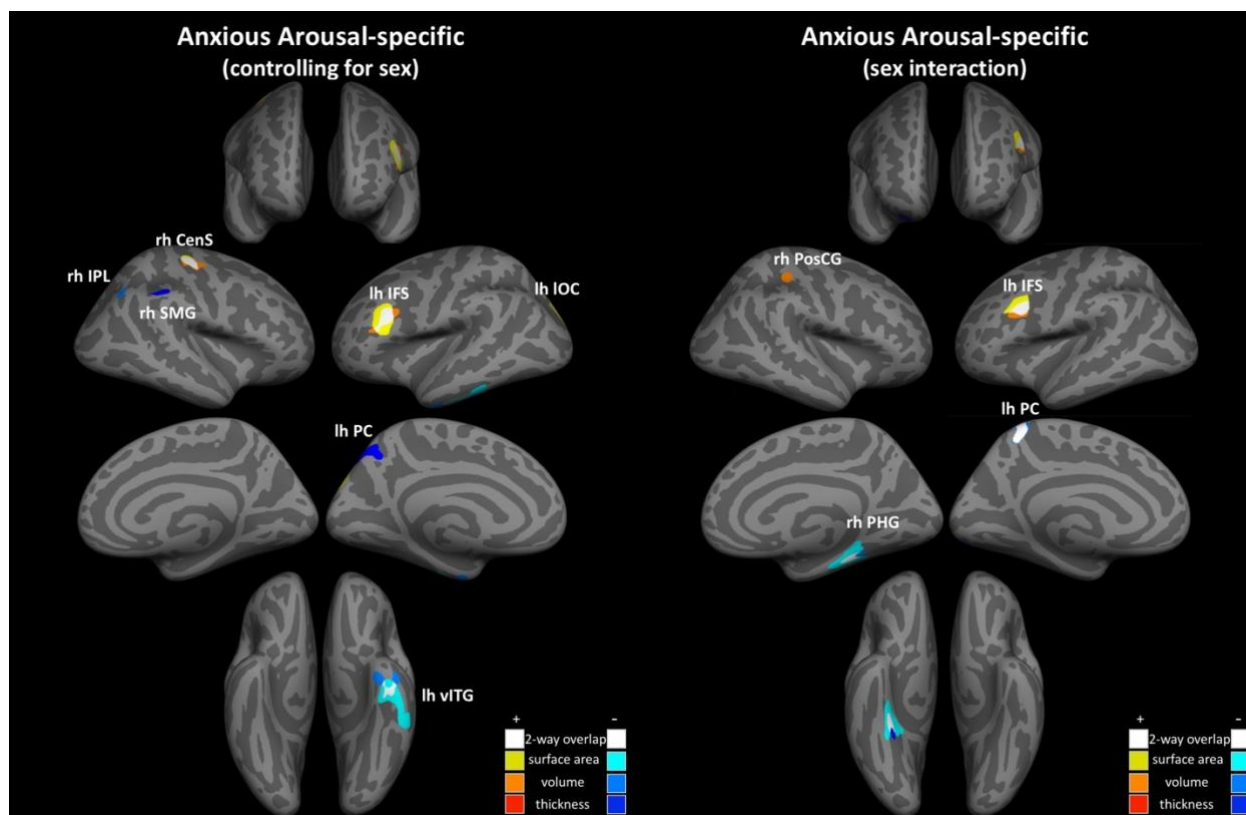 Anxious Arousal-specific
(controlling for sex)
rh CenS
rh IPL
rh SMG
lh IFS
lh IOC
lh PC
lh vITG
+ -
2-way overlap
surface area
volume
thickness
Anxious Arousal-specific
(sex interaction)
rh PosCG
lh IFS
lh PC
rh PHG
+ -
2-way overlap
surface area
volume
thickness